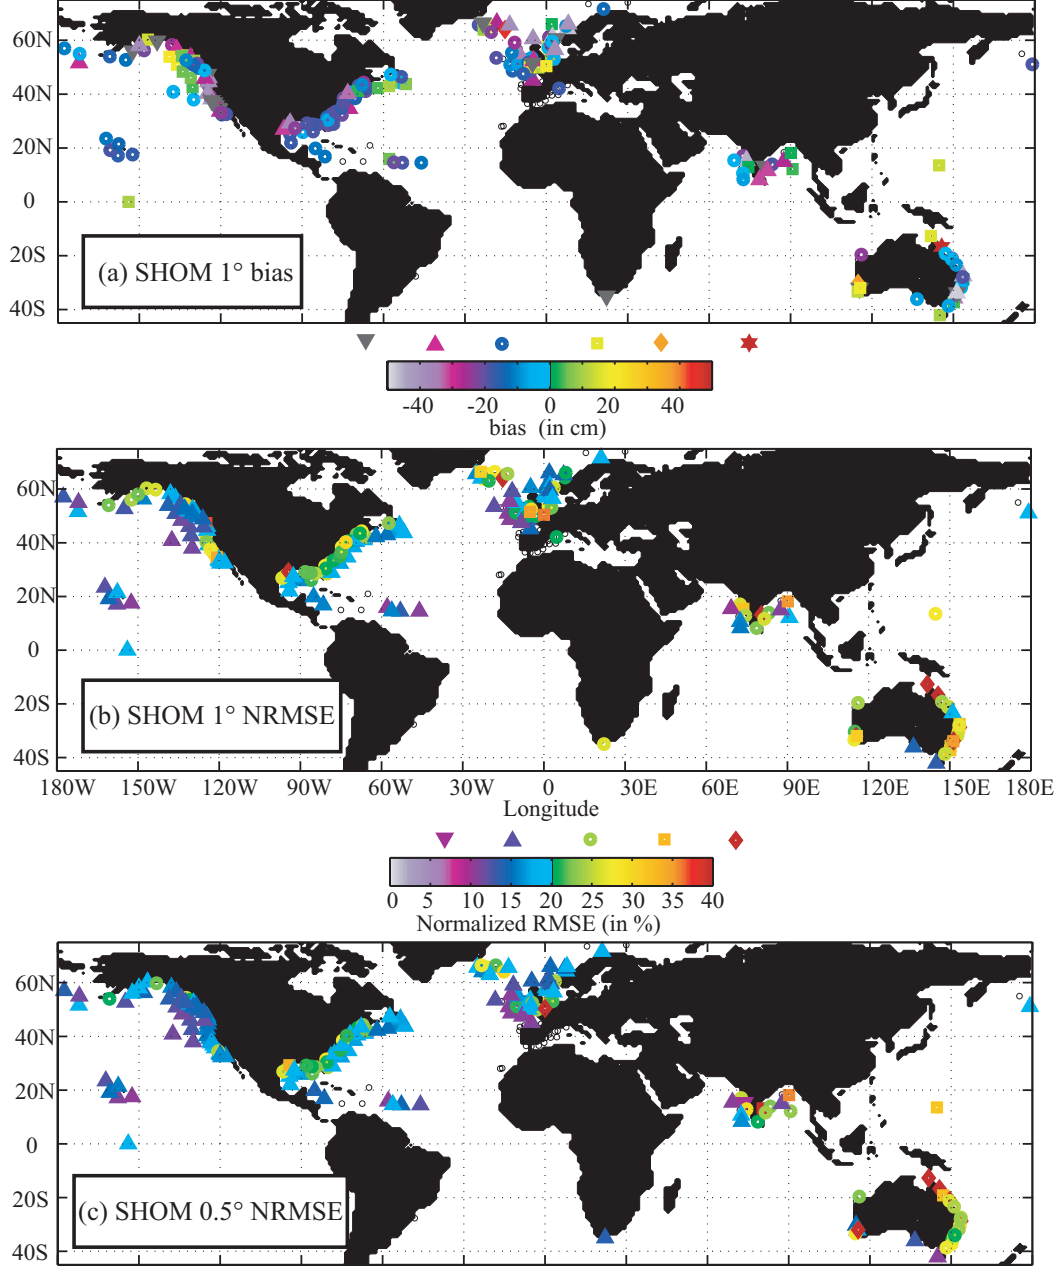 60N
40N
20N
0
20S
40S
(a) SHOM 1° bias
-40 -20 0 20 40
bias (in cm)
60N
40N
20N
0
20S
40S
(b) SHOM 1° NRMSE
180W 150W 120W 90W 60W 30W 0 30E 60E 90E 120E 150E 180E
Longitude
0 5 10 15 20 25 30 35 40
Normalized RMSE (in %)
60N
40N
20N
0
20S
40S
(c) SHOM 0.5° NRMSE